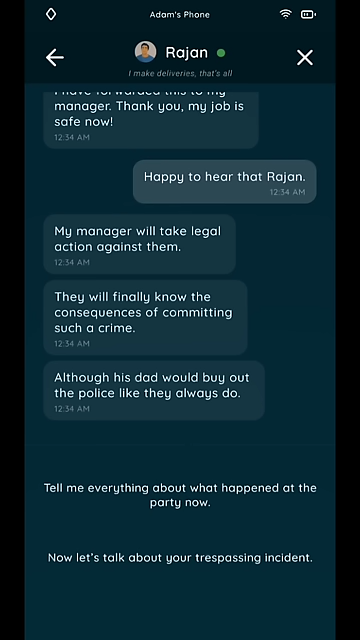 Adam's Phone
Rajan
I make deliveries, that's all
I have forwarded this to my
manager. Thank you, my job is
safe now!
12:34 AM
Happy to hear that Rajan.
12:34 AM
My manager will take legal
action against them.
12:34 AM
They will finally know the
consequences of committing
such a crime.
12:34 AM
Although his dad would buy out
the police like they always do.
12:34 AM
Tell me everything about what happened at the
party now.
Now let's talk about your trespassing incident.